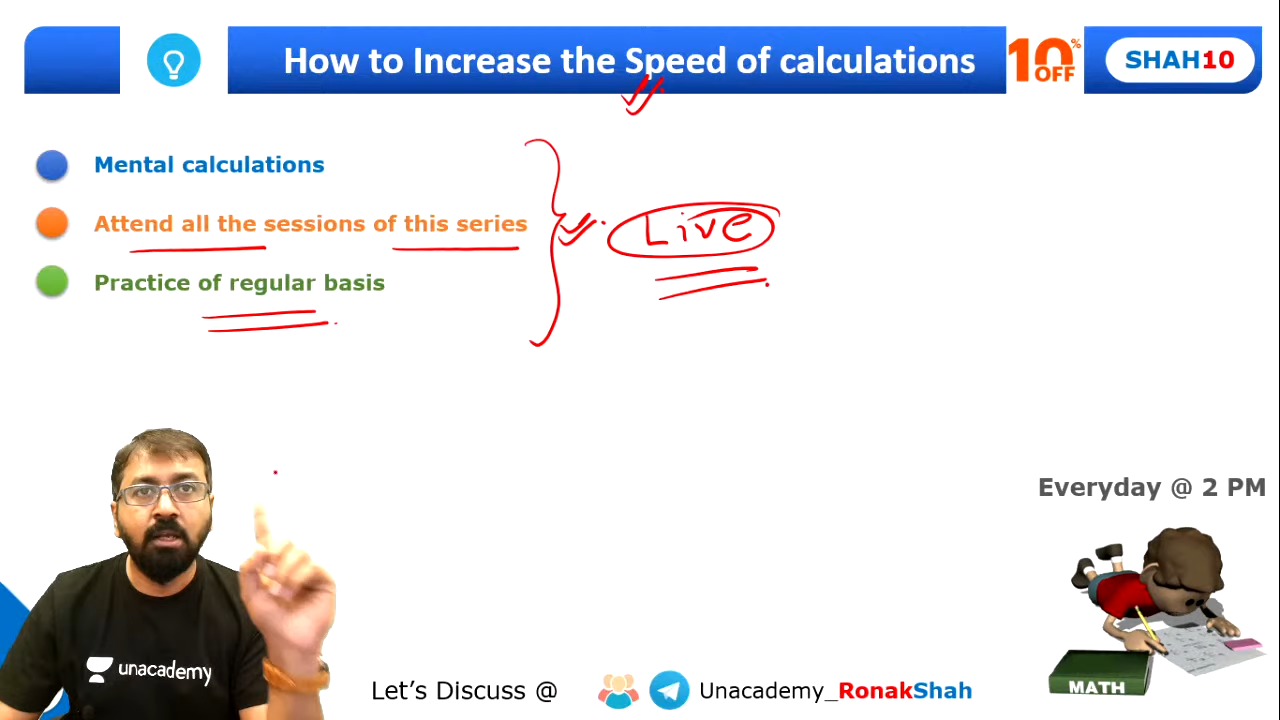 How to Increase the Speed of calculations
10% OFF
SHAH10
Mental calculations
Attend all the sessions of this series
Practice of regular basis
Live
Everyday @ 2 PM
unacademy
MATH
Let's Discuss @ Unacademy_RonakShah